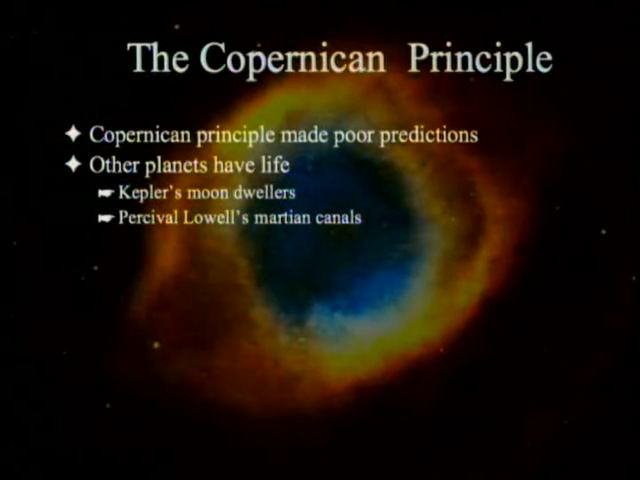 The Copernican Principle
Copernican principle made poor predictions
Other planets have life
Kepler's moon dwellers
Percival Lowell's martian canals